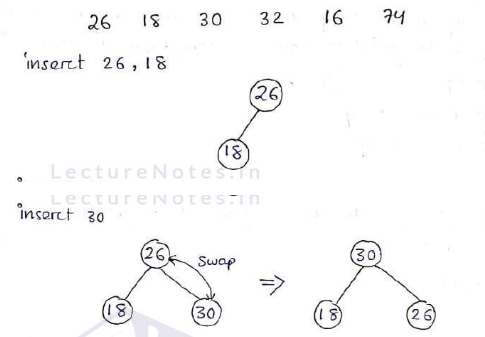 26 18 30 32 16 74
insert 26, 18
26
18
LectureNotes.in
LectureNotes.in
insert 30
26
swap
18
30
=>
30
18
26